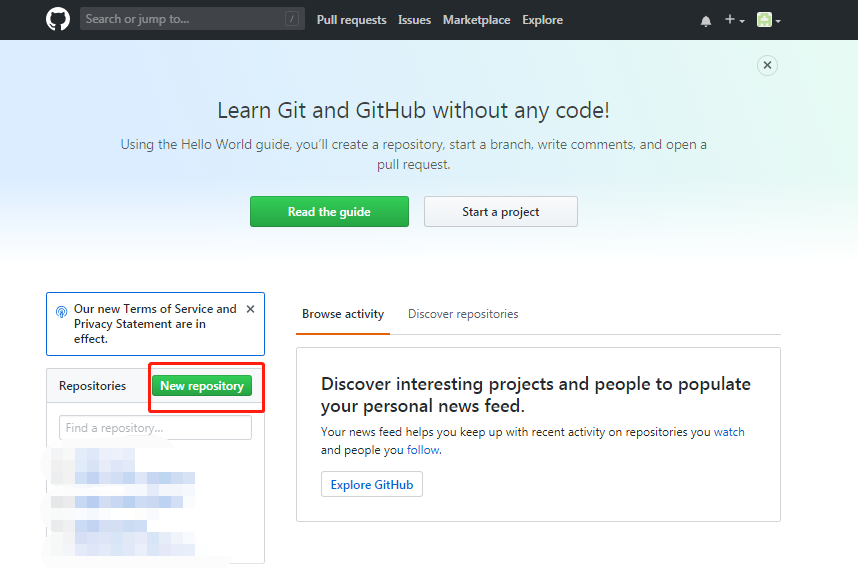 Search or jump to... /
Pull requests Issues Marketplace Explore
Learn Git and GitHub without any code!
Using the Hello World guide, you'll create a repository, start a branch, write comments, and open a
pull request.
Read the guide
Start a project
Our new Terms of Service and
Privacy Statement are in
effect.
Repositories
New repository
Find a repository...
Browse activity
Discover repositories
Discover interesting projects and people to populate
your personal news feed.
Your news feed helps you keep up with recent activity on repositories you watch
and people you follow.
Explore GitHub